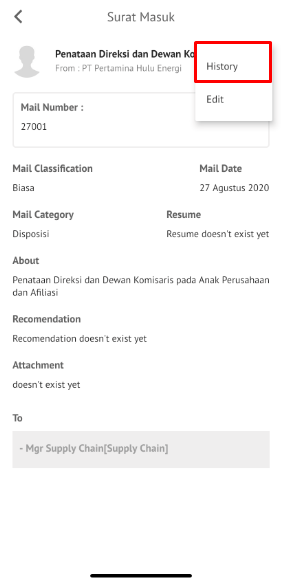 Surat Masuk
Penataan Direksi dan Dewan Ko
From : PT Pertamina Hulu Energi
History
Edit
Mail Number :
27001
Mail Classification
Mail Date
Biasa
27 Agustus 2020
Mail Category
Resume
Disposisi
Resume doesn't exist yet
About
Penataan Direksi dan Dewan Komisaris pada Anak Perusahaan
dan Afiliasi
Recomendation
Recomendation doesn't exist yet
Attachment
doesn't exist yet
To
- Mgr Supply Chain[Supply Chain]